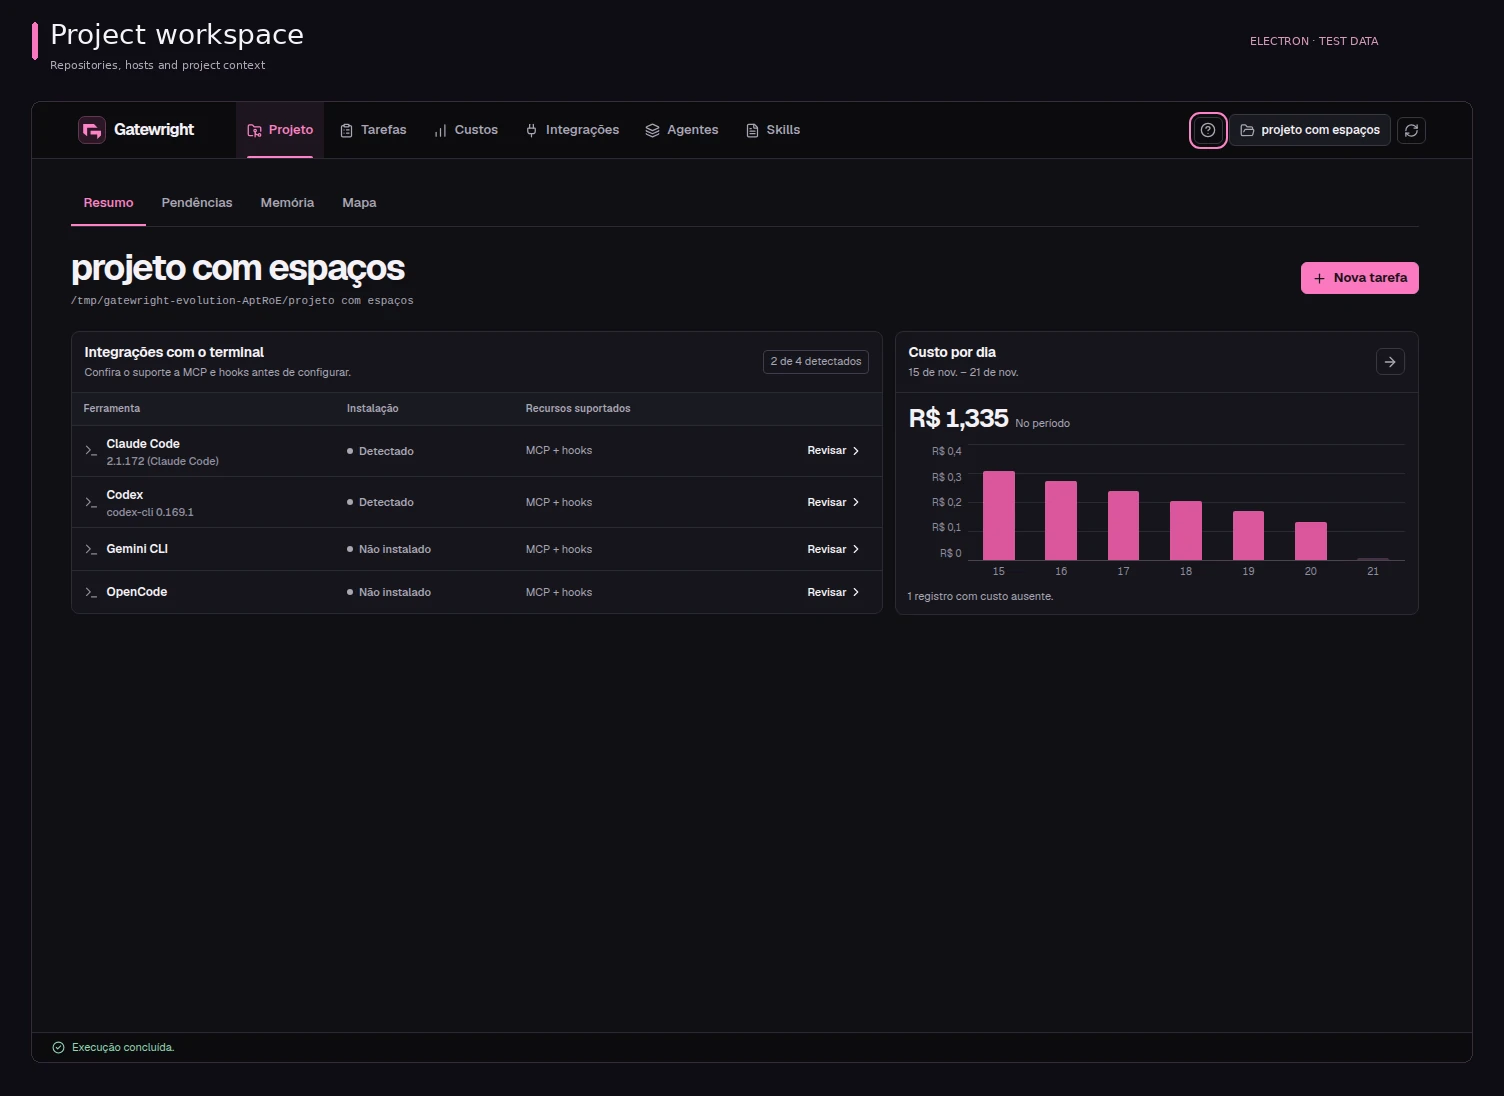 Project workspace
Repositories, hosts and project context
ELECTRON · TEST DATA
Gatewright
Projeto
Tarefas
Custos
Integrações
Agentes
Skills
projeto com espaços
Resumo
Pendências
Memória
Mapa
projeto com espaços
/tmp/gatewright-evolution-AptRoE/projeto com espaços
Nova tarefa
Integrações com o terminal
Confira o suporte a MCP e hooks antes de configurar.
2 de 4 detectados
Ferramenta Instalação Recursos suportados
Claude Code
2.1.172 (Claude Code)
Detectado
MCP + hooks
Revisar
Codex
codex-cli 0.169.1
Detectado
MCP + hooks
Revisar
Gemini CLI
Não instalado
MCP + hooks
Revisar
OpenCode
Não instalado
MCP + hooks
Revisar
Custo por dia
15 de nov. – 21 de nov.
R$ 1,335 No período
R$ 0,4
R$ 0,3
R$ 0,2
R$ 0,1
R$ 0
15 16 17 18 19 20 21
1 registro com custo ausente.
Execução concluída.